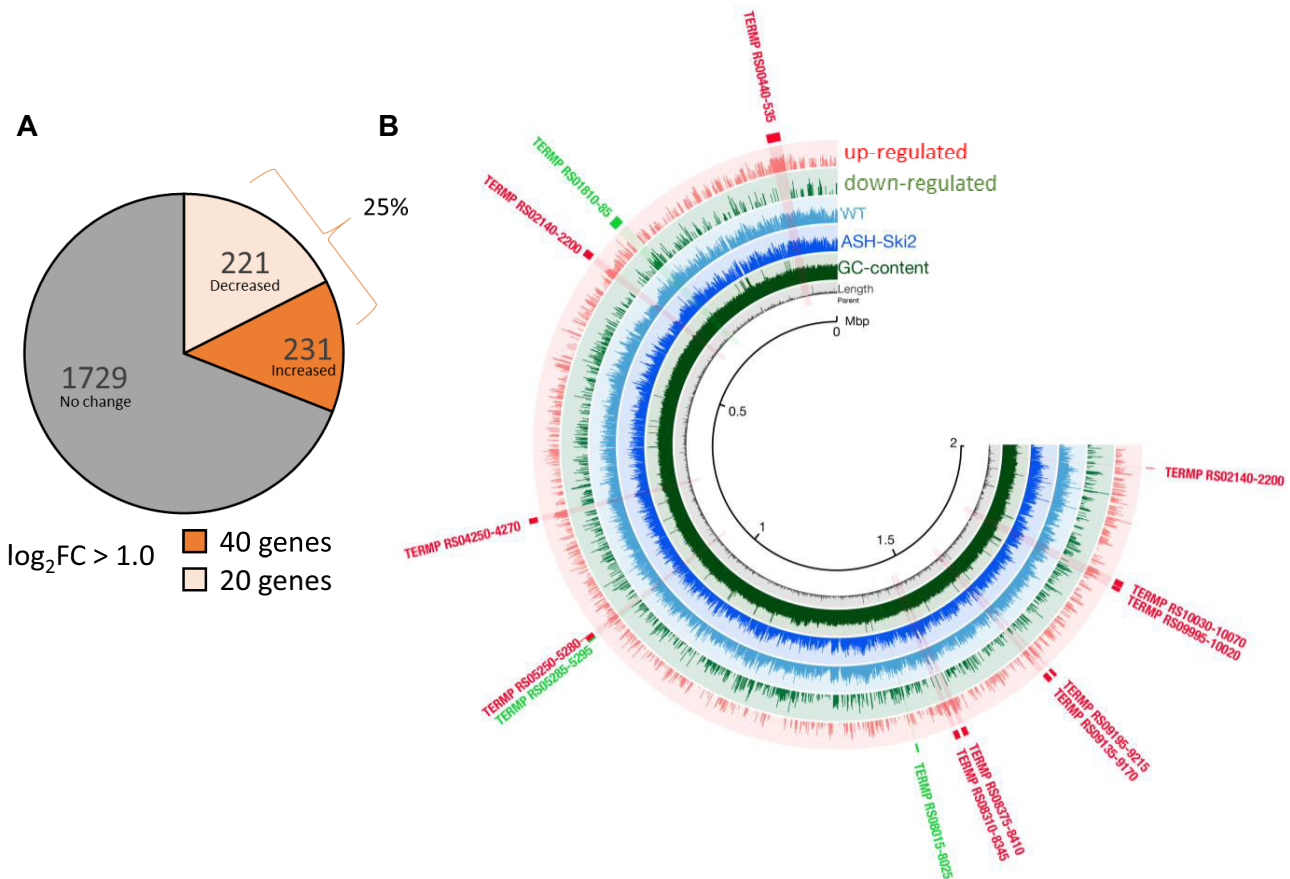 A
25%
221
Decreased
231
Increased
1729
No change
log₂FC > 1.0
40 genes
20 genes
B
TERMP RS00440-535
TERMP RS01810-85
TERMP RS02140-2200
up-regulated
down-regulated
WT
ASH-Ski2
GC-content
Length
Parent
Mbp
0
0.5
1
1.5
2
TERMP RS02140-2200
TERMP RS04250-4270
TERMP RS10030-10070
TERMP RS09995-10020
TERMP RS05250-5280
TERMP RS05285-5295
TERMP RS09195-9215
TERMP RS09135-9170
TERMP RS08375-8410
TERMP RS08310-8345
TERMP RS08015-8025